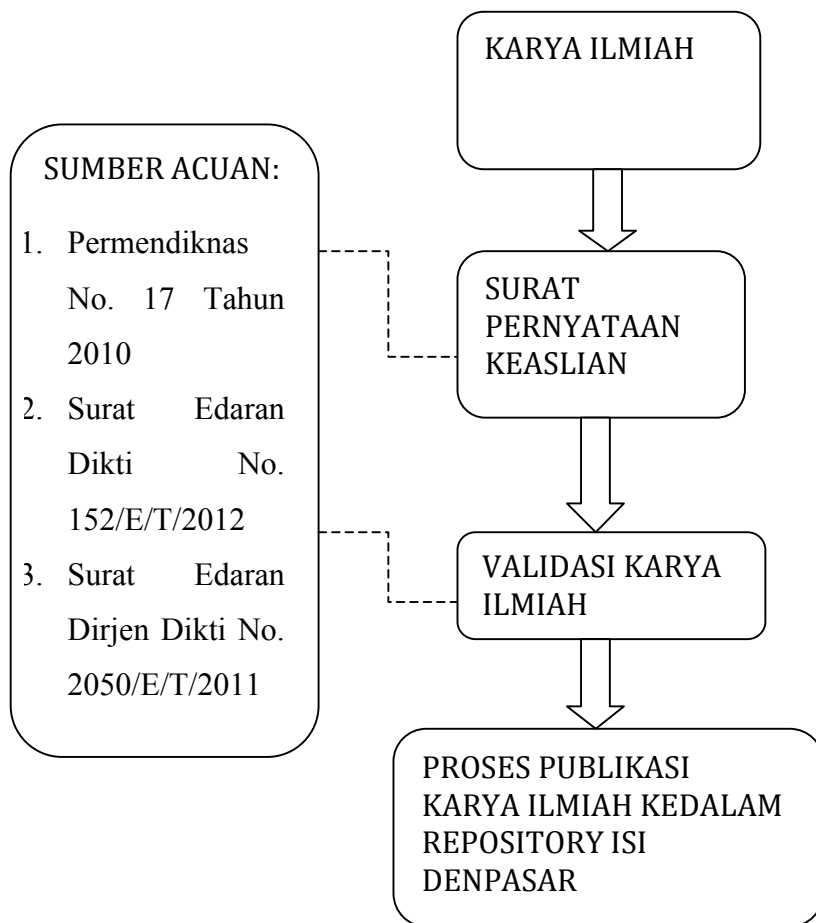 KARYA ILMIAH
SUMBER ACUAN:
1. Permendiknas
No. 17 Tahun
2010
2. Surat Edaran
Dikti No.
152/E/T/2012
3. Surat Edaran
Dirjen Dikti No.
2050/E/T/2011
SURAT
PERNYATAAN
KEASLIAN
VALIDASI KARYA
ILMIAH
PROSES PUBLIKASI
KARYA ILMIAH KEDALAM
REPOSITORY ISI
DENPASAR